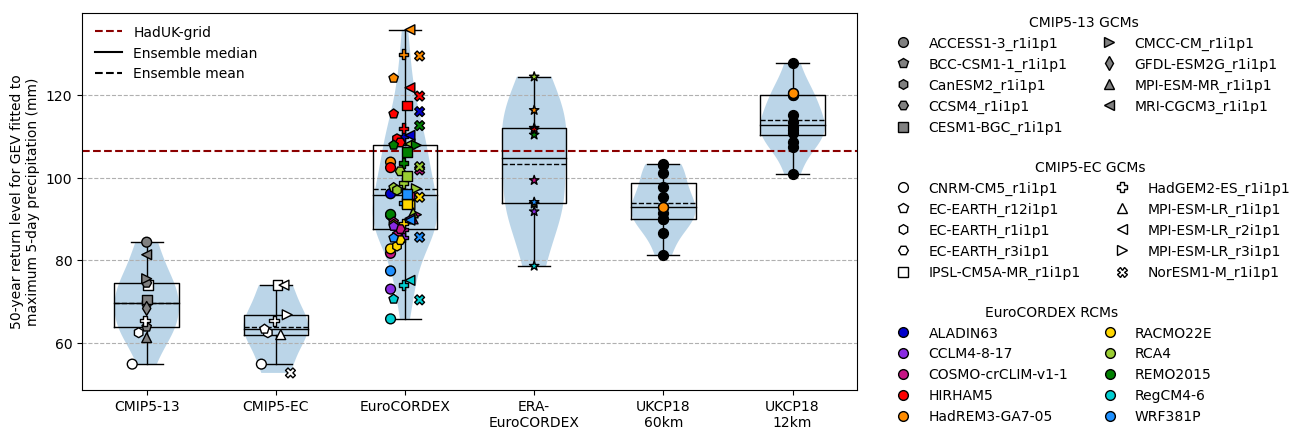 50-year return level for GEV fitted to
maximum 5-day precipitation (mm)
120
100
80
60
HadUK-grid
Ensemble median
Ensemble mean
CMIP5-13
CMIP5-EC
EuroCORDEX
ERA-
EuroCORDEX
UKCP18
60km
UKCP18
12km
CMIP5-13 GCMs
ACCESS1-3_r1i1p1
BCC-CSM1-1_r1i1p1
CanESM2_r1i1p1
CCSM4_r1i1p1
CESM1-BGC_r1i1p1
CMCC-CM_r1i1p1
GFDL-ESM2G_r1i1p1
MPI-ESM-MR_r1i1p1
MRI-CGCM3_r1i1p1
CMIP5-EC GCMs
CNRM-CM5_r1i1p1
EC-EARTH_r12i1p1
EC-EARTH_r1i1p1
EC-EARTH_r3i1p1
IPSL-CM5A-MR_r1i1p1
HadGEM2-ES_r1i1p1
MPI-ESM-LR_r1i1p1
MPI-ESM-LR_r2i1p1
MPI-ESM-LR_r3i1p1
NorESM1-M_r1i1p1
EuroCORDEX RCMs
ALADIN63
CCLM4-8-17
COSMO-crCLIM-v1-1
HIRHAM5
HadREM3-GA7-05
RACMO22E
RCA4
REMO2015
RegCM4-6
WRF381P